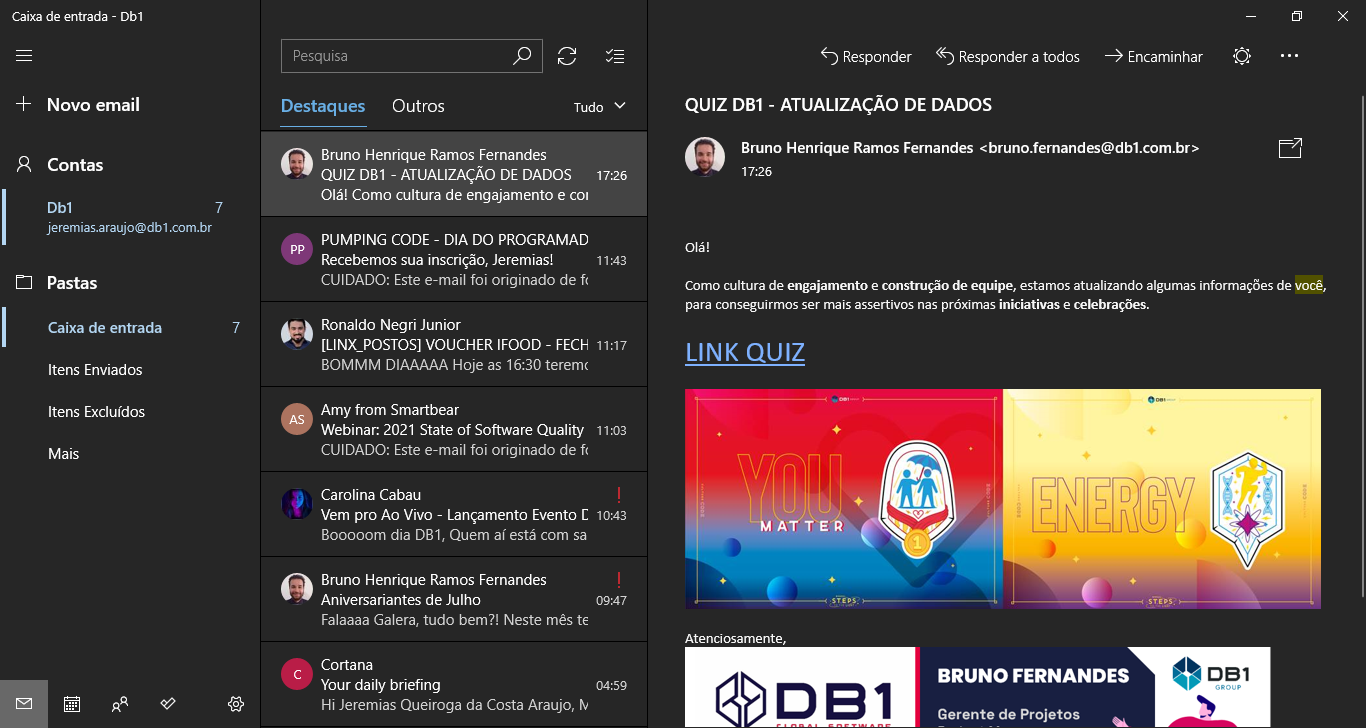 Caixa de entrada - Db1
Novo email
Contas
Db1 7
jeremias.araujo@db1.com.br
Pastas
Caixa de entrada 7
Itens Enviados
Itens Excluídos
Mais
Pesquisa
Destaques Outros Tudo
Bruno Henrique Ramos Fernandes
QUIZ DB1 - ATUALIZAÇÃO DE DADOS 17:26
Olá! Como cultura de engajamento e co
PP
PUMPING CODE - DIA DO PROGRAMAD
Recebemos sua inscrição, Jeremias! 11:43
CUIDADO: Este e-mail foi originado de fo
Ronaldo Negri Junior
[LINX_POSTOS] VOUCHER IFOOD - FECH 11:17
BOMMM DIAAAAA Hoje as 16:30 teremo
AS
Amy from Smartbear
Webinar: 2021 State of Software Quality 11:03
CUIDADO: Este e-mail foi originado de fo
Carolina Cabau !
Vem pro Ao Vivo - Lançamento Evento D 10:43
Booooom dia DB1, Quem aí está com sa
Bruno Henrique Ramos Fernandes !
Aniversariantes de Julho 09:47
Falaaaa Galera, tudo bem?! Neste mês te
C
Cortana
Your daily briefing 04:59
Hi Jeremias Queiroga da Costa Araujo, M
Responder Responder a todos Encaminhar
QUIZ DB1 - ATUALIZAÇÃO DE DADOS
Bruno Henrique Ramos Fernandes <bruno.fernandes@db1.com.br>
17:26
Olá!
Como cultura de engajamento e construção de equipe, estamos atualizando algumas informações de você,
para conseguirmos ser mais assertivos nas próximas iniciativas e celebrações.
LINK QUIZ
DB1
YOU
MATTER
1
STEPS
DB1
ENERGY
STEPS
Atenciosamente,
DB1
GLOBAL SOFTWARE
BRUNO FERNANDES
Gerente de Projetos
DB1
GROUP